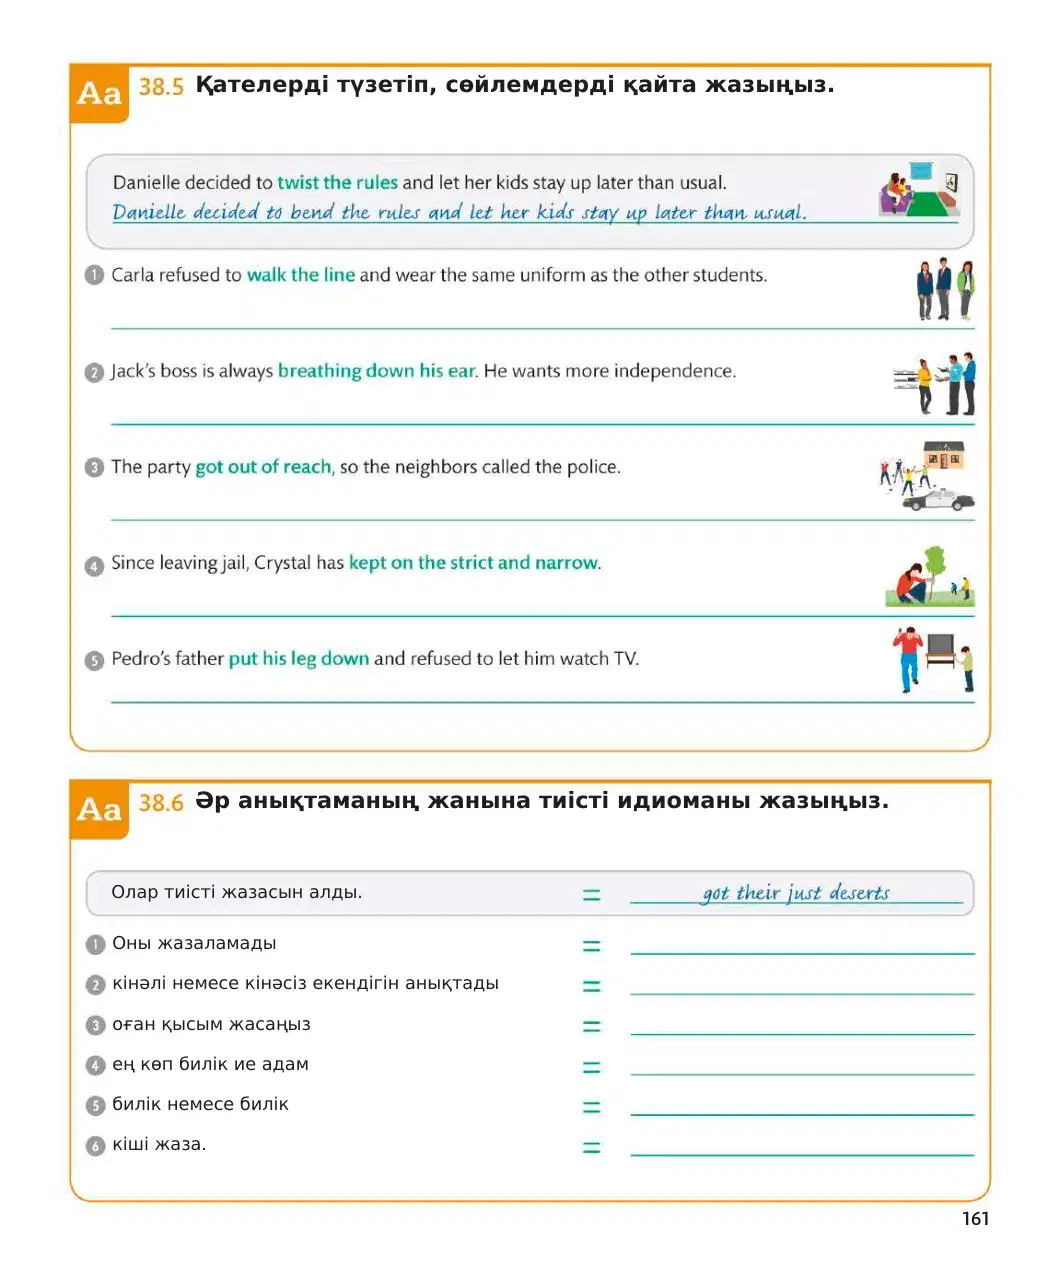 Aa 38.5 Қателерді түзетіп, сөйлемдерді қайта жазыңыз.
Danielle decided to twist the rules and let her kids stay up later than usual.
Danielle decided to bend the rules and let her kids stay up later than usual.
1 Carla refused to walk the line and wear the same uniform as the other students.
2 Jack's boss is always breathing down his ear. He wants more independence.
3 The party got out of reach, so the neighbors called the police.
4 Since leaving jail, Crystal has kept on the strict and narrow.
5 Pedro's father put his leg down and refused to let him watch TV.
Aa 38.6 Әр анықтаманың жанына тиісті идиоманы жазыңыз.
Олар тиісті жазасын алды. = got their just deserts
1 Оны жазаламады =
2 кінәлі немесе кінәсіз екендігін анықтады =
3 оған қысым жасаңыз =
4 ең көп билік ие адам =
5 билік немесе билік =
6 кіші жаза. =
161